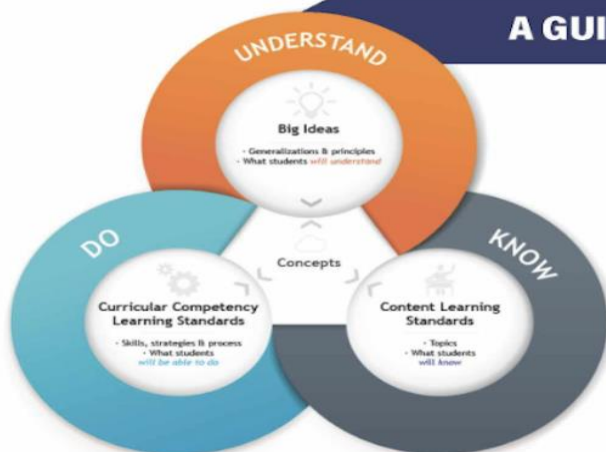 A GUI
UNDERSTAND
Big Ideas
- Generalizations & principles
- What students will understand
DO
KNOW
Concepts
Curricular Competency
Learning Standards
- Skills, strategies & process
- What students
will be able to do
Content Learning
Standards
- Topics
- What students
will know